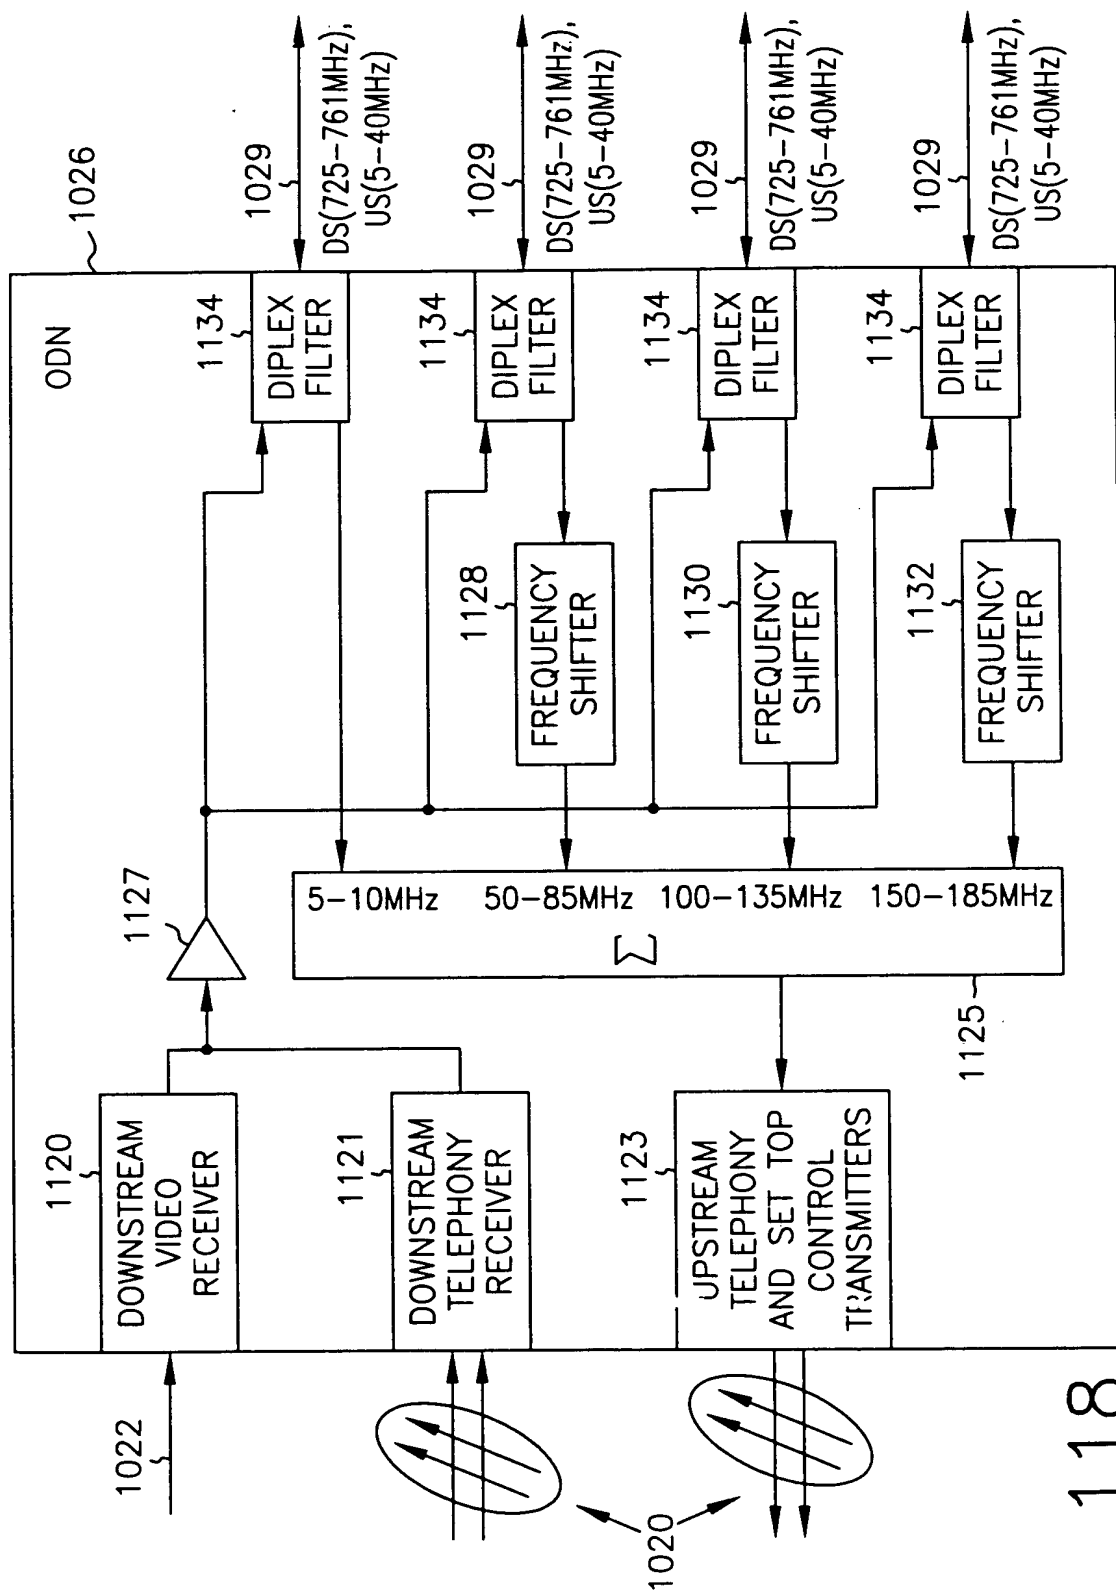 1026
ODN
1022
1120
DOWNSTREAM
VIDEO
RECEIVER
1127
1134
DIPLEX
FILTER
1029
DS(725-761MHz),
US(5-40MHz)
1121
DOWNSTREAM
TELEPHONY
RECEIVER
5-10MHz
50-85MHz
100-135MHz
150-185MHz
Σ
1125
1128
FREQUENCY
SHIFTER
1134
DIPLEX
FILTER
1029
DS(725-761MHz),
US(5-40MHz)
1020
1123
UPSTREAM
TELEPHONY
AND SET TOP
CONTROL
TRANSMITTERS
1130
FREQUENCY
SHIFTER
1134
DIPLEX
FILTER
1029
DS(725-761MHz),
US(5-40MHz)
1132
FREQUENCY
SHIFTER
1134
DIPLEX
FILTER
1029
DS(725-761MHz),
US(5-40MHz)
118